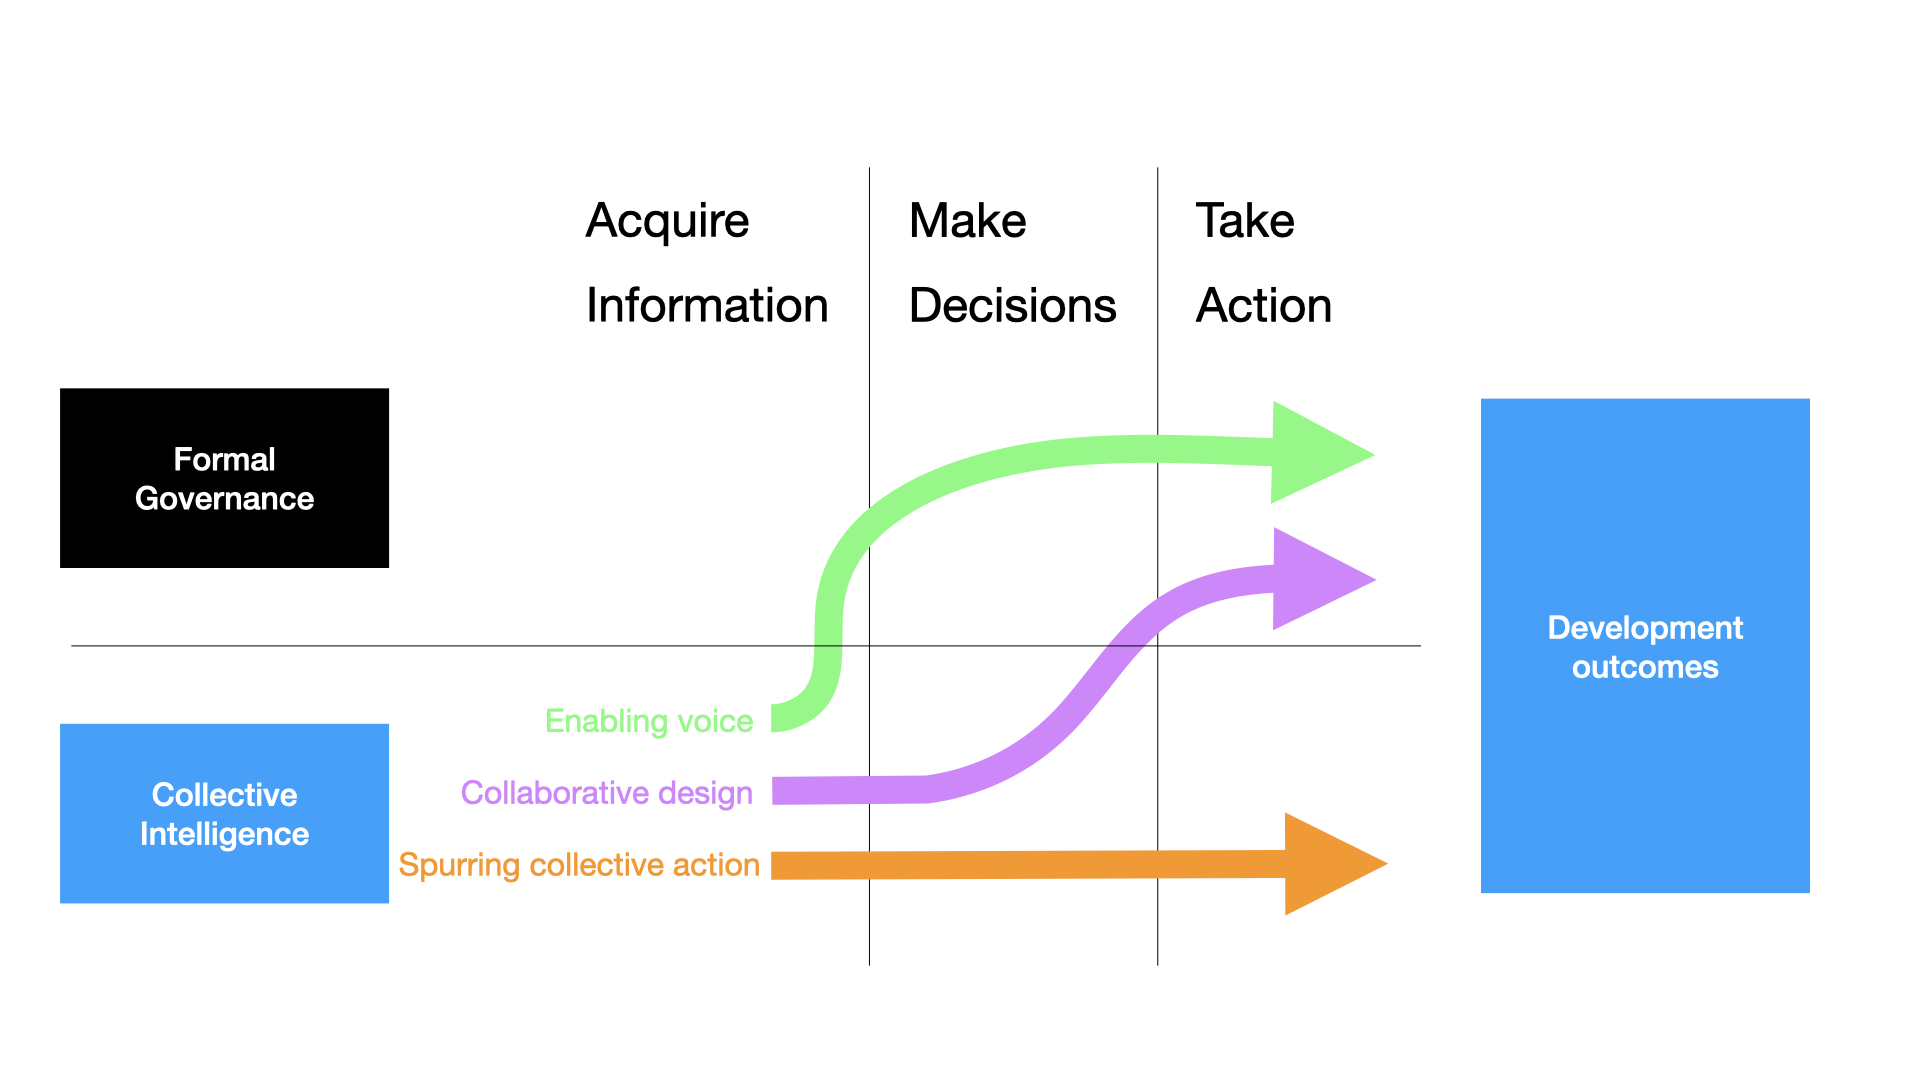 Acquire
Information
Make
Decisions
Take
Action
Formal
Governance
Development
outcomes
Enabling voice
Collaborative design
Spurring collective action
Collective
Intelligence